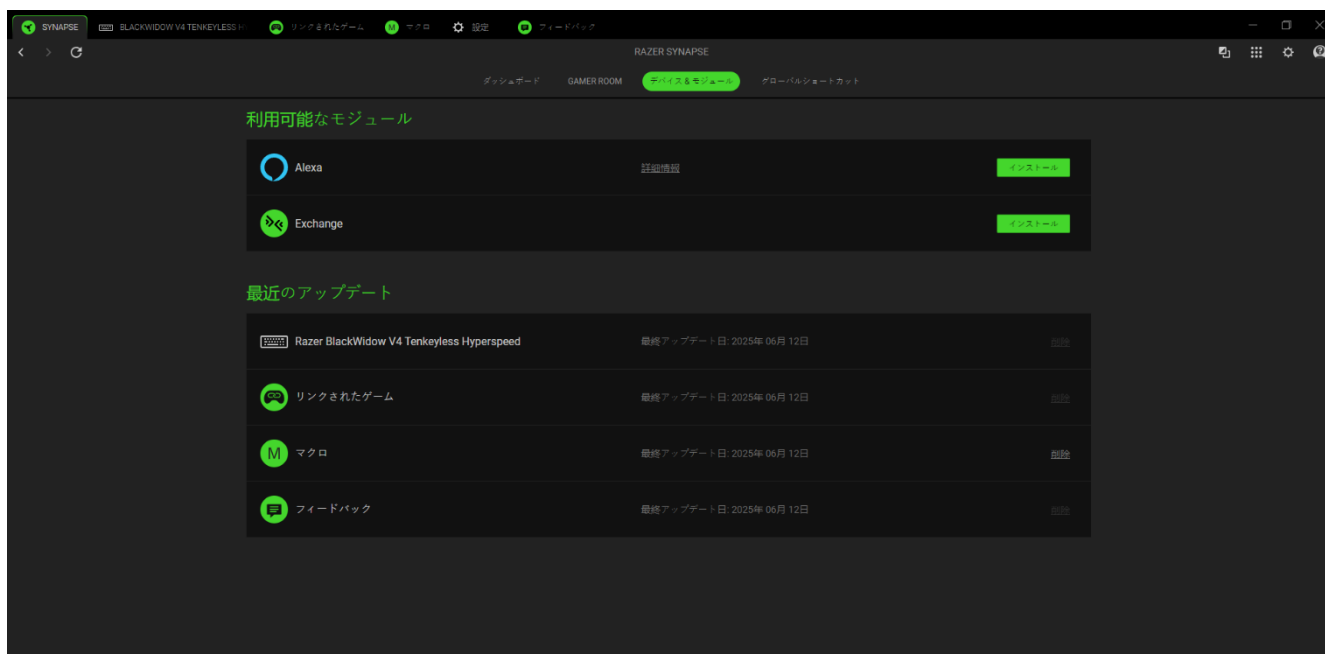 SYNAPSE BLACKWIDOW V4 TENKEYLESS H リンクされたゲーム M マクロ 設定 フィードバック
RAZER SYNAPSE
ダッシュボード GAMER ROOM デバイス & モジュール グローバルショートカット
利用可能なモジュール
Alexa 詳細情報 インストール
Exchange インストール
最近のアップデート
Razer BlackWidow V4 Tenkeyless Hyperspeed 最終アップデート日: 2025年 06月 12日 削除
リンクされたゲーム 最終アップデート日: 2025年 06月 12日 削除
M マクロ 最終アップデート日: 2025年 06月 12日 削除
フィードバック 最終アップデート日: 2025年 06月 12日 削除